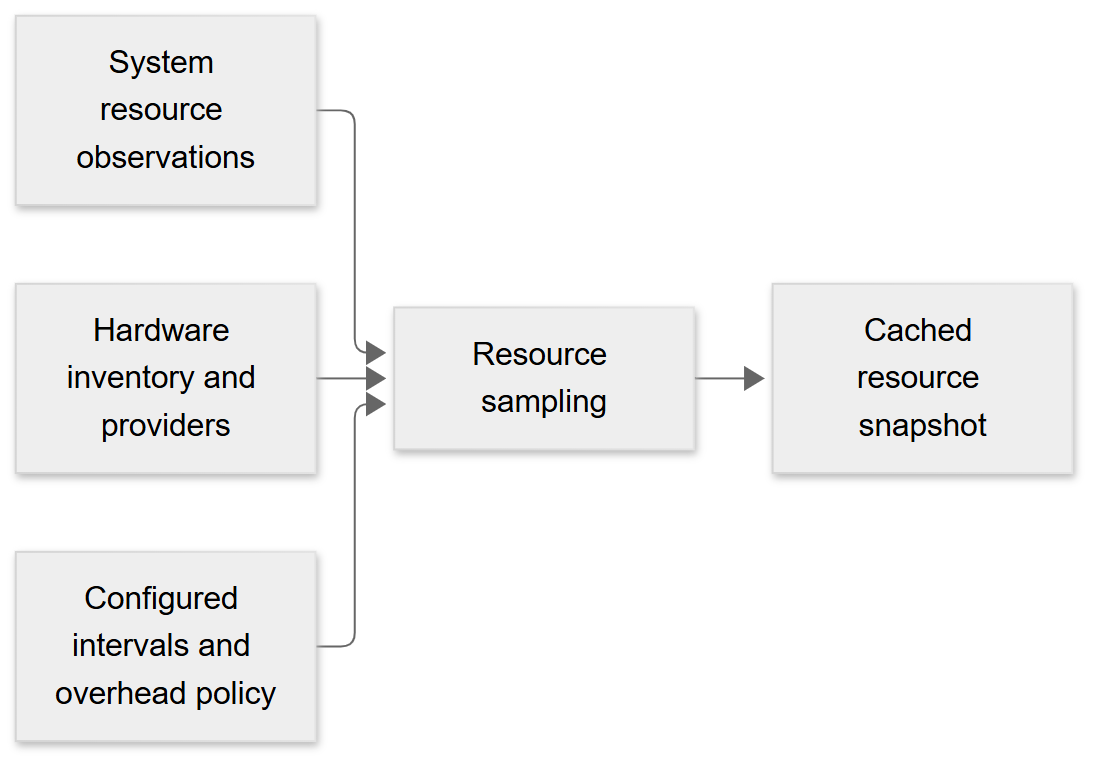 System
resource
observations
Hardware
inventory and
providers
Configured
intervals and
overhead policy
Resource
sampling
Cached
resource
snapshot